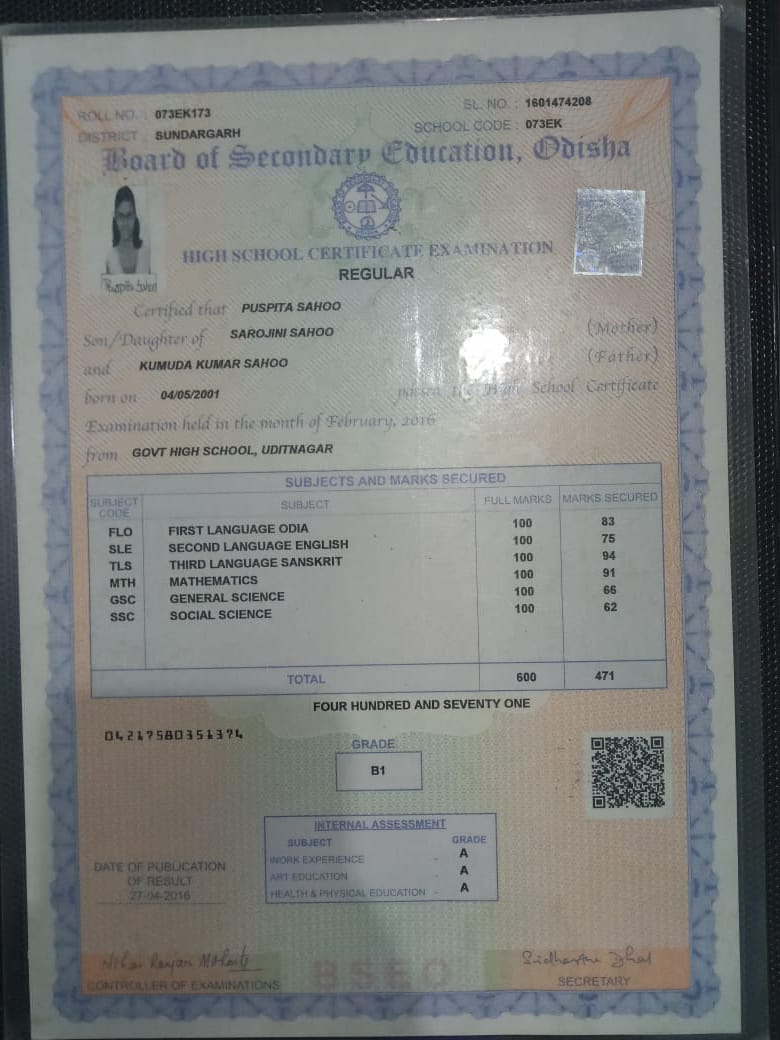 ROLL NO. : 073EK173
SL. NO. : 1601474208
DISTRICT : SUNDARGARH
SCHOOL CODE : 073EK
Board of Secondary Education, Odisha
HIGH SCHOOL CERTIFICATE EXAMINATION
REGULAR
Puspita Sahoo
Certified that PUSPITA SAHOO
Son/Daughter of SAROJINI SAHOO (Mother)
and KUMUDA KUMAR SAHOO (Father)
born on 04/05/2001 passed the High School Certificate
Examination held in the month of February, 2016
from GOVT HIGH SCHOOL, UDITNAGAR
SUBJECTS AND MARKS SECURED
SUBJECT CODE SUBJECT FULL MARKS MARKS SECURED
FLO FIRST LANGUAGE ODIA 100 83
SLE SECOND LANGUAGE ENGLISH 100 75
TLS THIRD LANGUAGE SANSKRIT 100 94
MTH MATHEMATICS 100 91
GSC GENERAL SCIENCE 100 66
SSC SOCIAL SCIENCE 100 62
TOTAL 600 471
FOUR HUNDRED AND SEVENTY ONE
04217580351374
GRADE
B1
INTERNAL ASSESSMENT
SUBJECT GRADE
WORK EXPERIENCE - A
ART EDUCATION - A
HEALTH & PHYSICAL EDUCATION - A
DATE OF PUBLICATION
OF RESULT
27-04-2016
BSEO
CONTROLLER OF EXAMINATIONS
SECRETARY